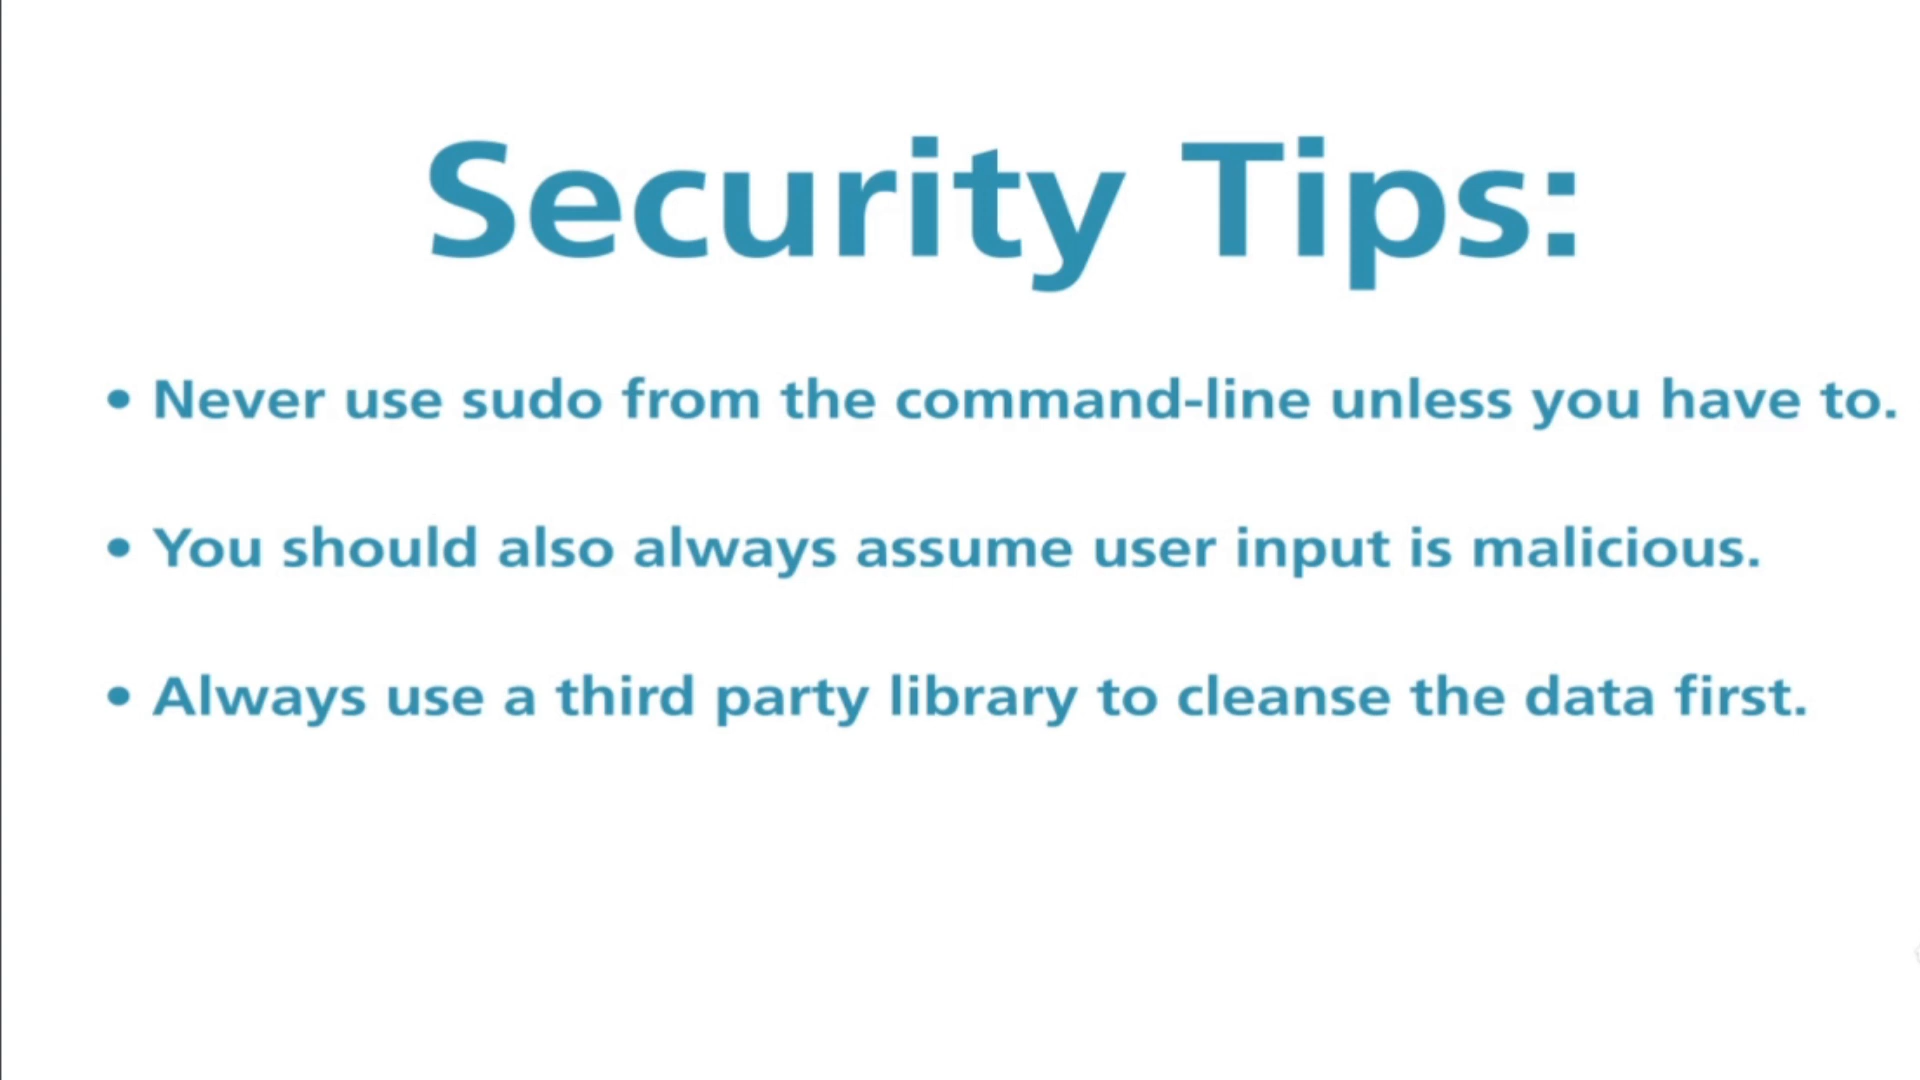 Security Tips:
• Never use sudo from the command-line unless you have to.
• You should also always assume user input is malicious.
• Always use a third party library to cleanse the data first.